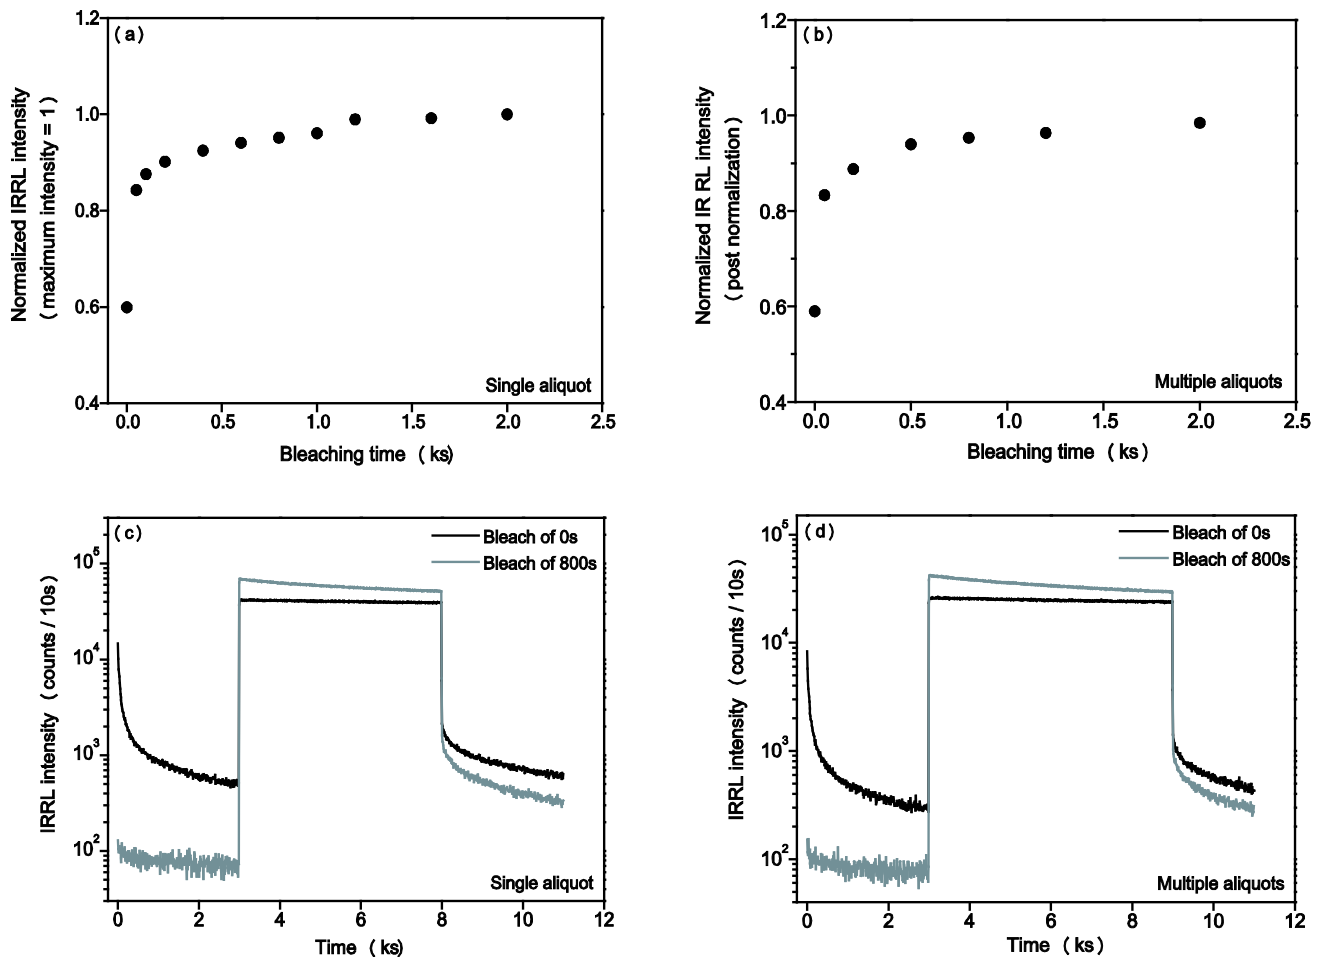 (a)
Normalized IRRL intensity
(maximum intensity = 1)
1.2
1.0
0.8
0.6
0.4
Single aliquot
0.0 0.5 1.0 1.5 2.0 2.5
Bleaching time (ks)
(b)
Normalized IR RL intensity
(post normalization)
1.2
1.0
0.8
0.6
0.4
Multiple aliquots
0.0 0.5 1.0 1.5 2.0 2.5
Bleaching time (ks)
(c)
Bleach of 0s
Bleach of 800s
IRRL intensity (counts / 10s)
10^5
10^4
10^3
10^2
Single aliquot
0 2 4 6 8 10 12
Time (ks)
(d)
Bleach of 0s
Bleach of 800s
IRRL intensity (counts / 10s)
10^5
10^4
10^3
10^2
Multiple aliquots
0 2 4 6 8 10 12
Time (ks)